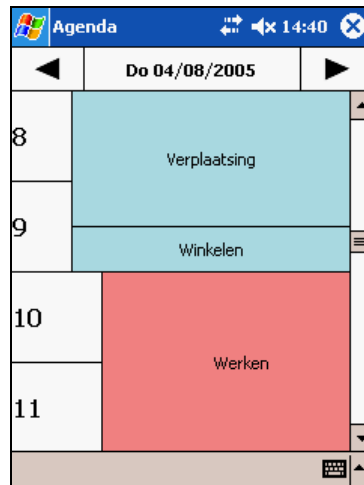 Agenda 14:40
Do 04/08/2005
8
Verplaatsing
9
Winkelen
10
Werken
11